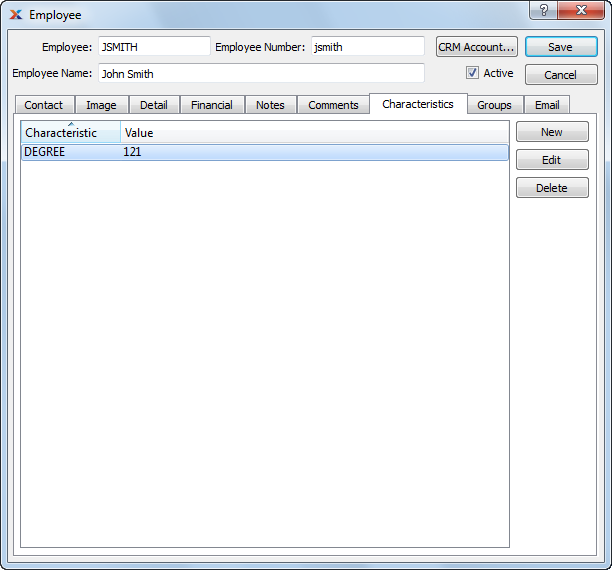 Employee
Employee: JSMITH Employee Number: jsmith CRM Account... Save
Employee Name: John Smith Active Cancel
Contact Image Detail Financial Notes Comments Characteristics Groups Email
Characteristic Value New
DEGREE 121 Edit
Delete